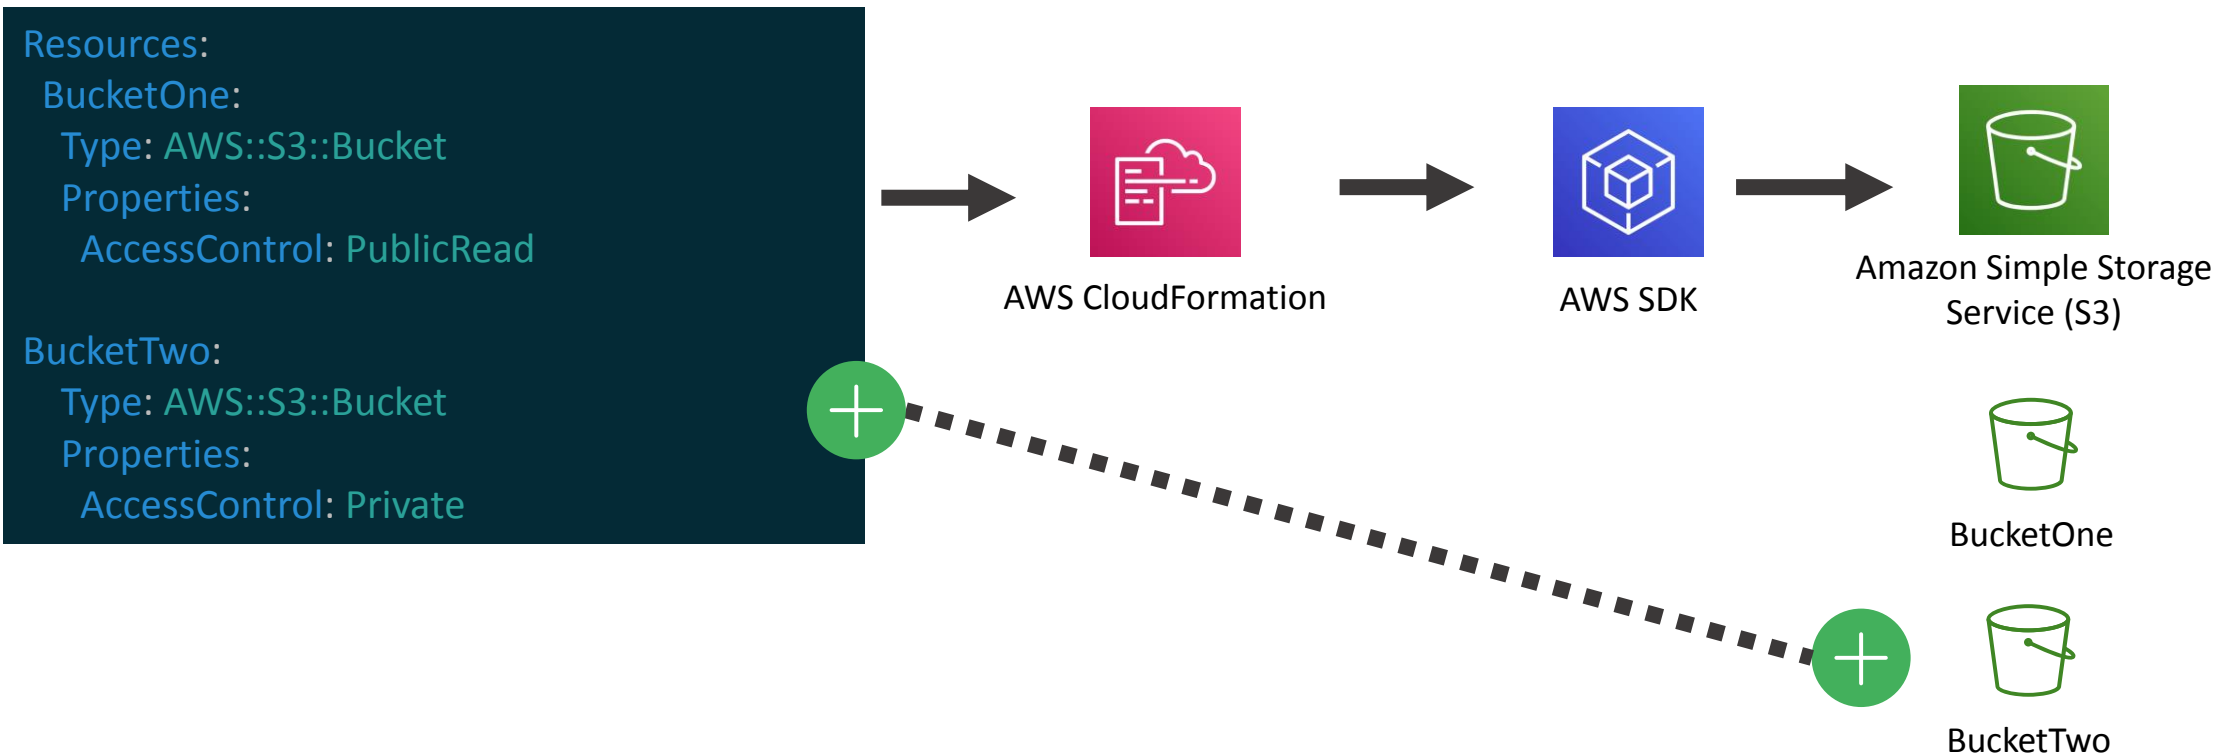 Resources:
BucketOne:
Type: AWS::S3::Bucket
Properties:
AccessControl: PublicRead
BucketTwo:
Type: AWS::S3::Bucket
Properties:
AccessControl: Private
AWS CloudFormation
AWS SDK
Amazon Simple Storage
Service (S3)
BucketOne
BucketTwo